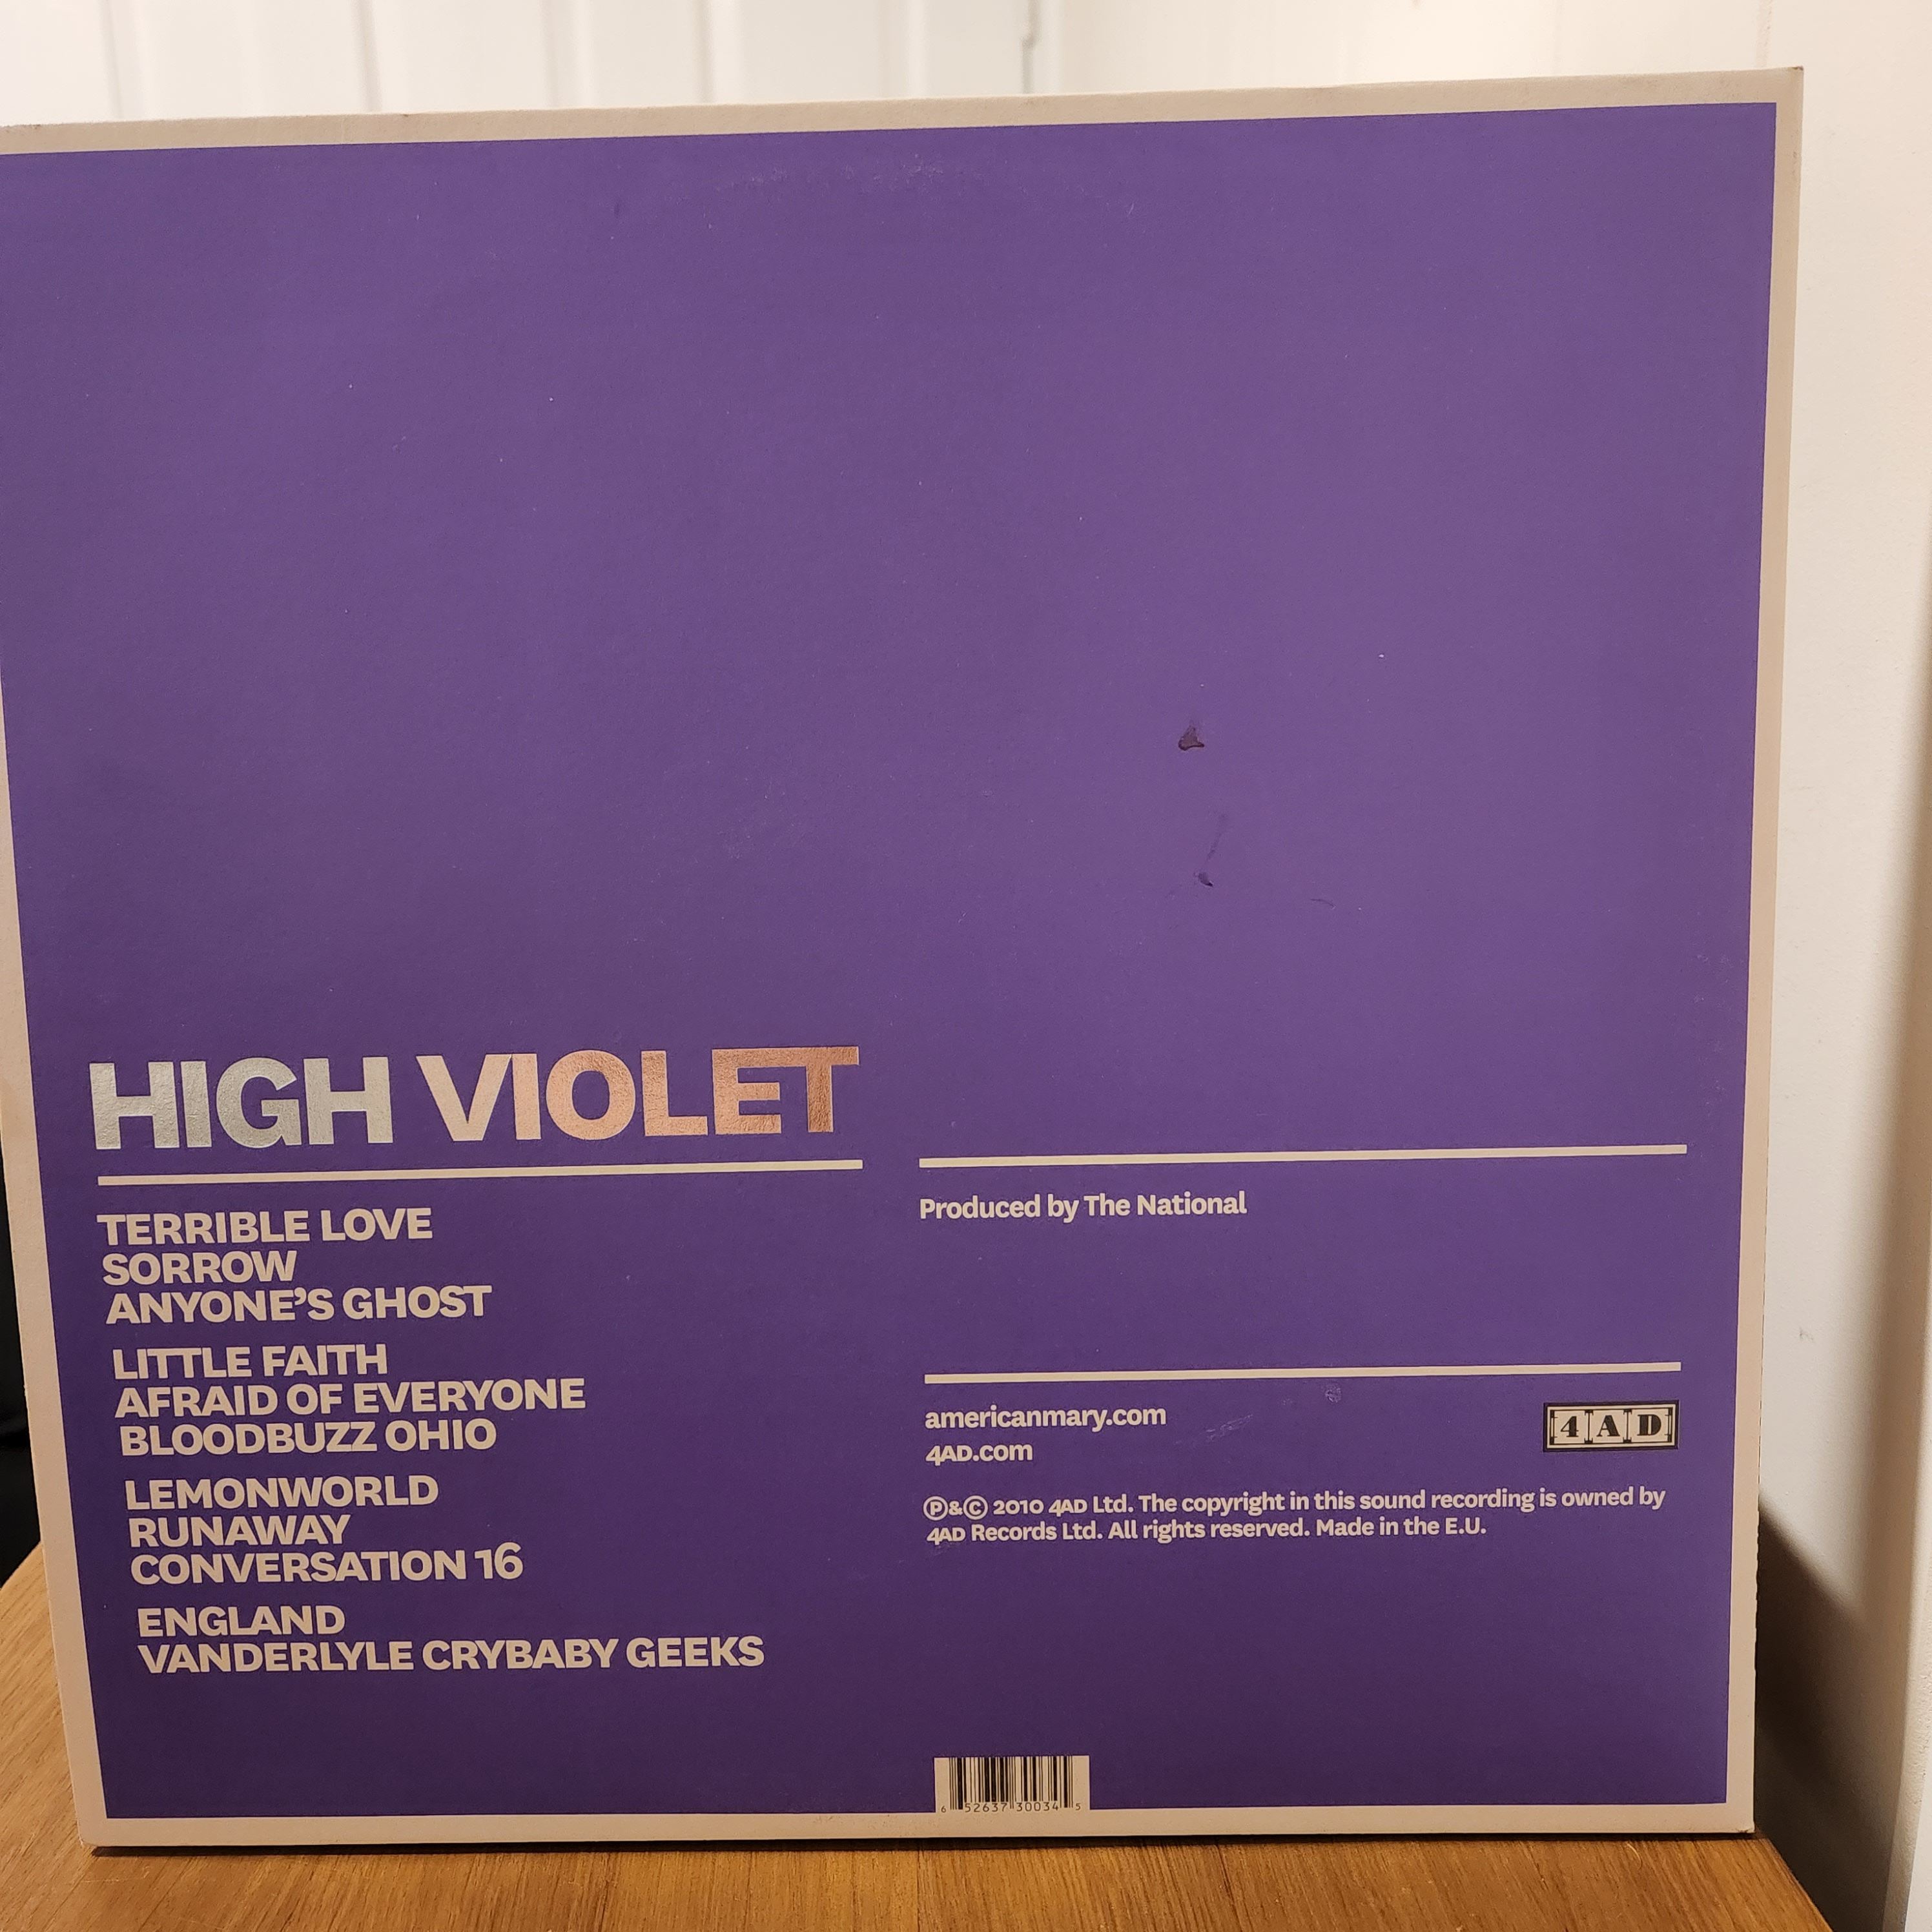 HIGH VIOLET
TERRIBLE LOVE
SORROW
ANYONE'S GHOST
LITTLE FAITH
AFRAID OF EVERYONE
BLOODBUZZ OHIO
LEMONWORLD
RUNAWAY
CONVERSATION 16
ENGLAND
VANDERLYLE CRYBABY GEEKS
Produced by The National
americanmary.com
4AD.com
4AD
℗&© 2010 4AD Ltd. The copyright in this sound recording is owned by
4AD Records Ltd. All rights reserved. Made in the E.U.
6 52637 30034 5